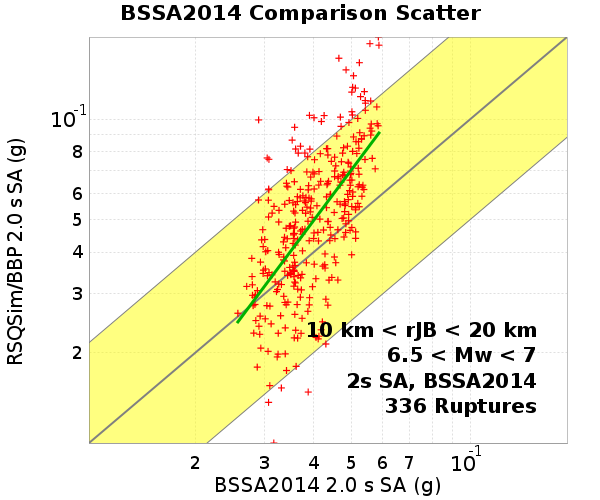 BSSA2014 Comparison Scatter
RSQSim/BBP 2.0 s SA (g)
10-1
8
6
5
4
3
2
10 km < rJB < 20 km
6.5 < Mw < 7
2s SA, BSSA2014
336 Ruptures
2 3 4 5 6 7 10-1
BSSA2014 2.0 s SA (g)